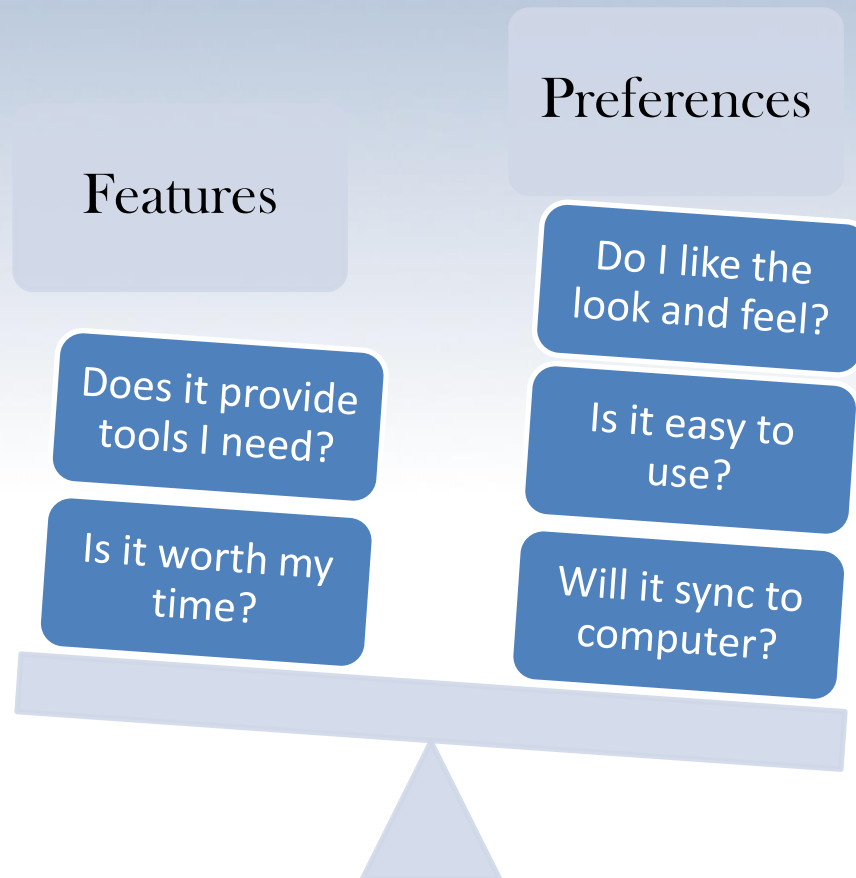 Features
Does it provide
tools I need?
Is it worth my
time?
Preferences
Do I like the
look and feel?
Is it easy to
use?
Will it sync to
computer?